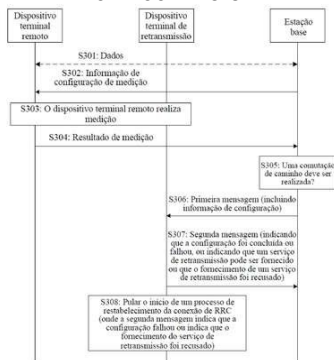 Dispositivo
terminal
remoto
Dispositivo
terminal de
retransmissão
Estação
base
S301: Dados
S302: Informação de
configuração de medição
S303: O dispositivo terminal remoto realiza
medição
S304: Resultado de medição
S305: Uma comutação
de caminho deve ser
realizada?
S306: Primeira mensagem (incluindo
informação de configuração)
S307: Segunda mensagem (indicando
que a configuração foi concluída ou
falhou, ou indicando que um serviço
de retransmissão pode ser fornecido
ou que o fornecimento de um serviço
de retransmissão foi recusado)
S308: Pular o início de um processo de
restabelecimento da conexão de RRC
(onde a segunda mensagem indica que a
configuração falhou ou indica que o
fornecimento do serviço de
retransmissão foi recusado)